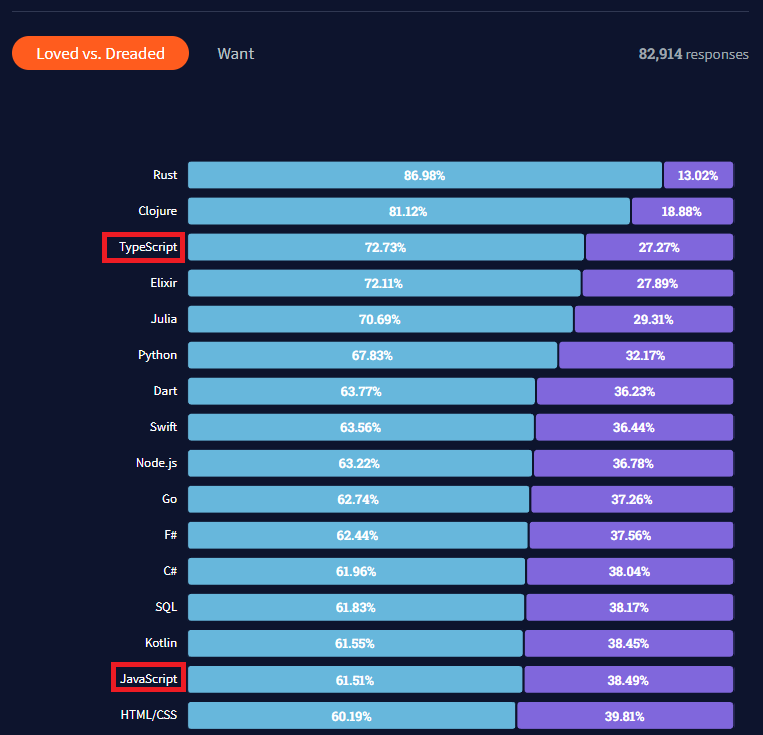 Loved vs. Dreaded Want 82,914 responses
Rust 86.98% 13.02%
Clojure 81.12% 18.88%
TypeScript 72.73% 27.27%
Elixir 72.11% 27.89%
Julia 70.69% 29.31%
Python 67.83% 32.17%
Dart 63.77% 36.23%
Swift 63.56% 36.44%
Node.js 63.22% 36.78%
Go 62.74% 37.26%
F# 62.44% 37.56%
C# 61.96% 38.04%
SQL 61.83% 38.17%
Kotlin 61.55% 38.45%
JavaScript 61.51% 38.49%
HTML/CSS 60.19% 39.81%